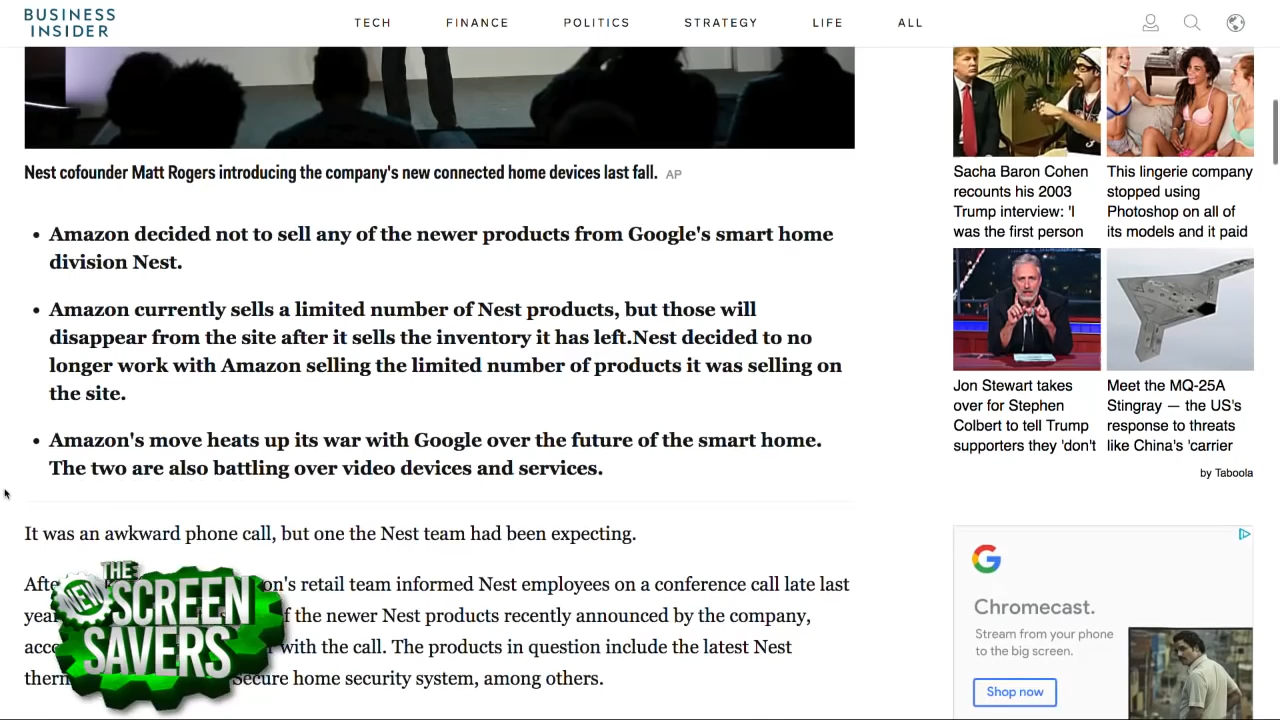 BUSINESS
INSIDER
TECH
FINANCE
POLITICS
STRATEGY
LIFE
ALL
Nest cofounder Matt Rogers introducing the company's new connected home devices last fall. AP
• Amazon decided not to sell any of the newer products from Google's smart home
division Nest.
• Amazon currently sells a limited number of Nest products, but those will
disappear from the site after it sells the inventory it has left.Nest decided to no
longer work with Amazon selling the limited number of products it was selling on
the site.
• Amazon's move heats up its war with Google over the future of the smart home.
The two are also battling over video devices and services.
It was an awkward phone call, but one the Nest team had been expecting.
on's retail team informed Nest employees on a conference call late last
of the newer Nest products recently announced by the company,
with the call. The products in question include the latest Nest
Secure home security system, among others.
THE
NEW
SCREEN
SAVERS
Sacha Baron Cohen
recounts his 2003
Trump interview: 'I
was the first person
This lingerie company
stopped using
Photoshop on all of
its models and it paid
Jon Stewart takes
over for Stephen
Colbert to tell Trump
supporters they 'don't
Meet the MQ-25A
Stingray — the US's
response to threats
like China's 'carrier
by Taboola
G
Chromecast.
Stream from your phone
to the big screen.
Shop now